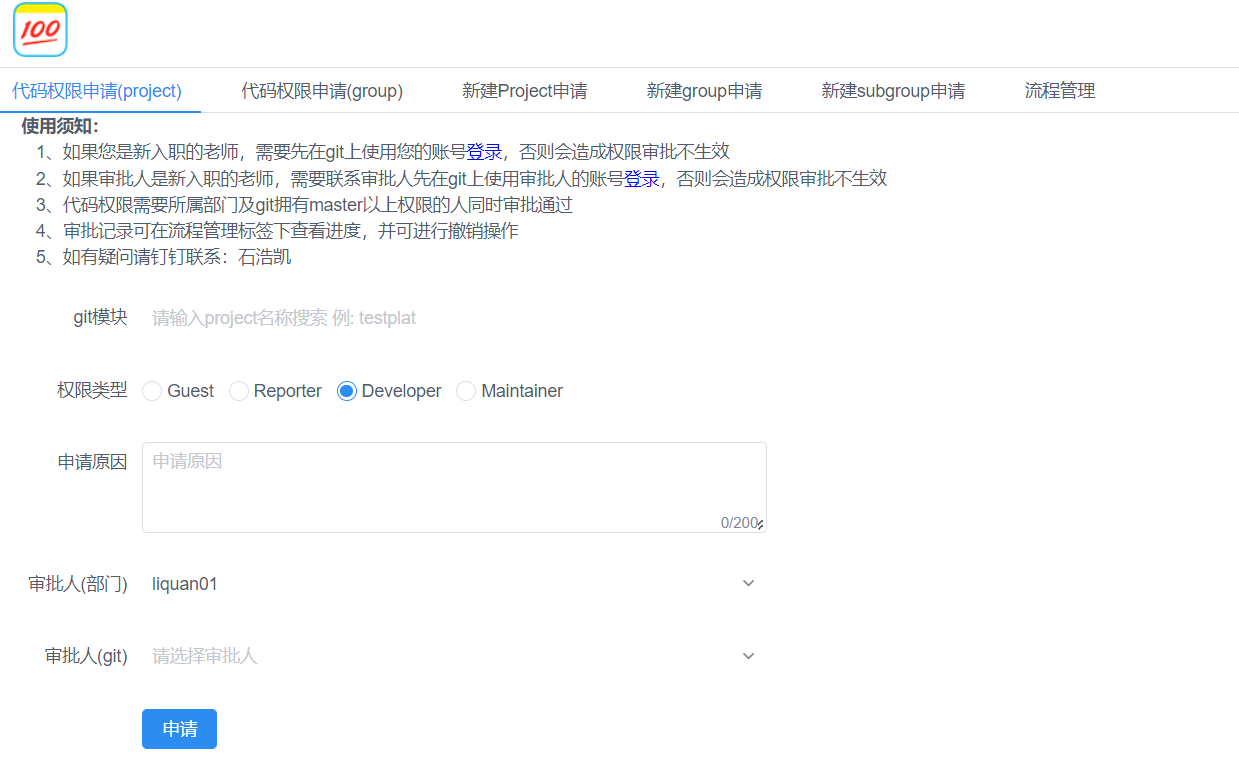 100
代码权限申请(project) 代码权限申请(group) 新建Project申请 新建group申请 新建subgroup申请 流程管理
使用须知：
1、如果您是新入职的老师，需要先在git上使用您的账号登录，否则会造成权限审批不生效
2、如果审批人是新入职的老师，需要联系审批人先在git上使用审批人的账号登录，否则会造成权限审批不生效
3、代码权限需要所属部门及git拥有master以上权限的人同时审批通过
4、审批记录可在流程管理标签下查看进度，并可进行撤销操作
5、如有疑问请钉钉联系：石浩凯
git模块 请输入project名称搜索 例: testplat
权限类型 Guest Reporter Developer Maintainer
申请原因 申请原因
0/200
审批人(部门) liquan01
审批人(git) 请选择审批人
申请